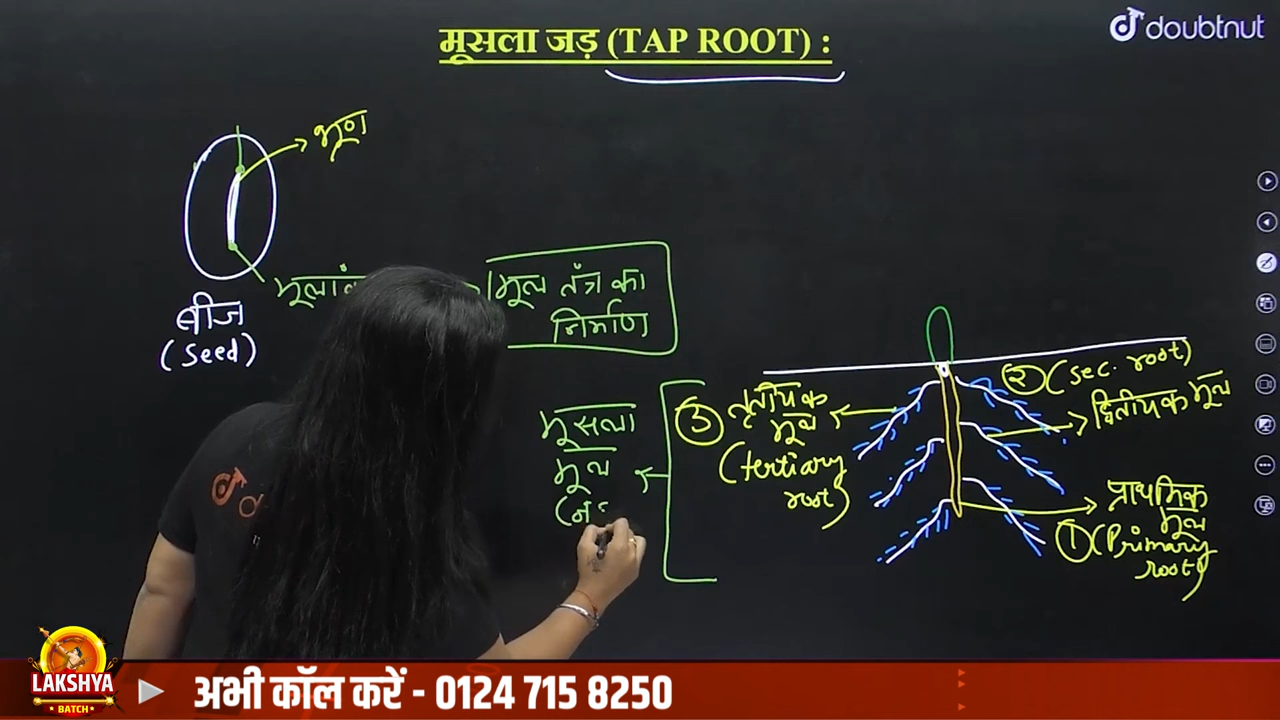 मूसला जड़ (TAP ROOT) :
doubtnut
भ्रूण
बीज
(Seed)
मूल तंत्र का
निर्माण
मूसला
मूल
③ तृतीयक
मूल
(tertiary
root)
② (sec. root)
द्वितीयक मूल
प्राथमिक
मूल
① (Primary
root)
LAKSHYA
BATCH
अभी कॉल करें - 0124 715 8250